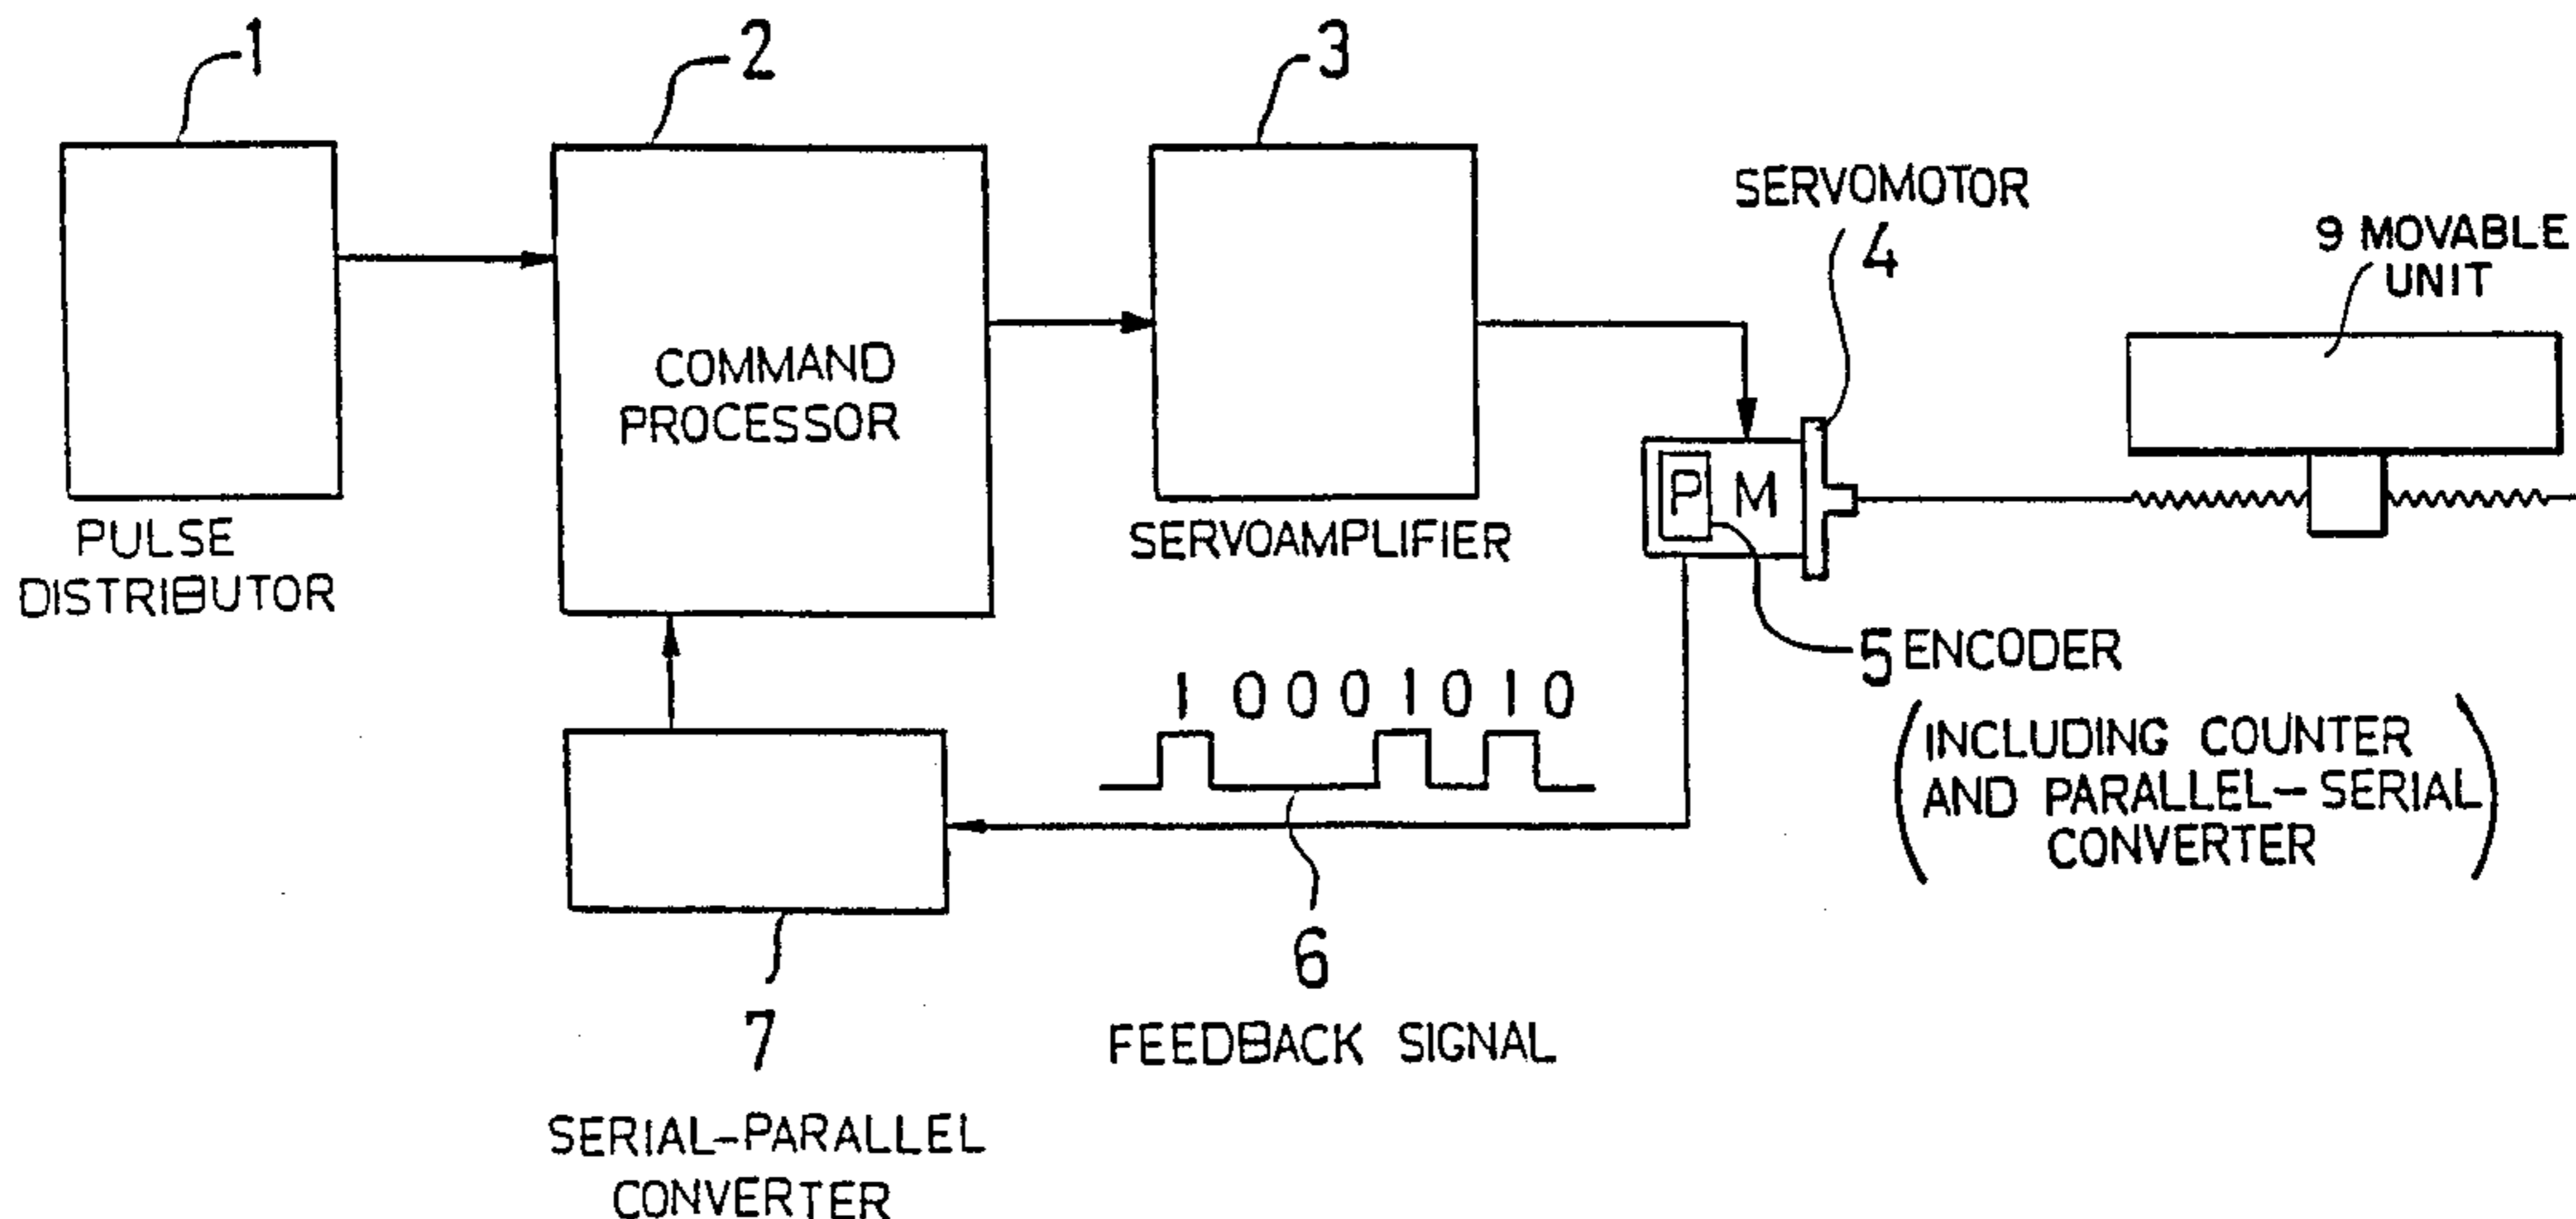 1
2
3
SERVOMOTOR
4
9 MOVABLE
UNIT
COMMAND
PROCESSOR
PULSE
DISTRIBUTOR
SERVOAMPLIFIER
P M
5 ENCODER
(INCLUDING COUNTER
AND PARALLEL-SERIAL
CONVERTER)
1 0 0 0 1 0 1 0
6
FEEDBACK SIGNAL
7
SERIAL-PARALLEL
CONVERTER